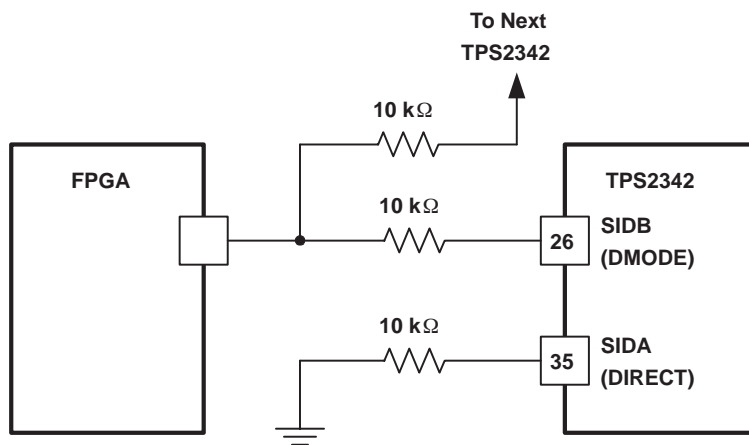 To Next
TPS2342
10 kΩ
FPGA
TPS2342
10 kΩ
26
SIDB
(DMODE)
10 kΩ
35
SIDA
(DIRECT)